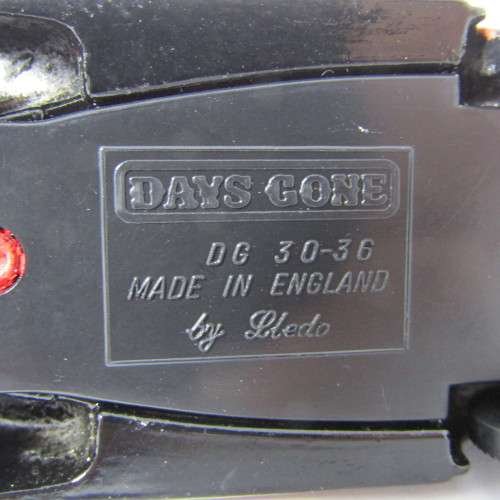 DAYS GONE
DG 30-36
MADE IN ENGLAND
by Lledo